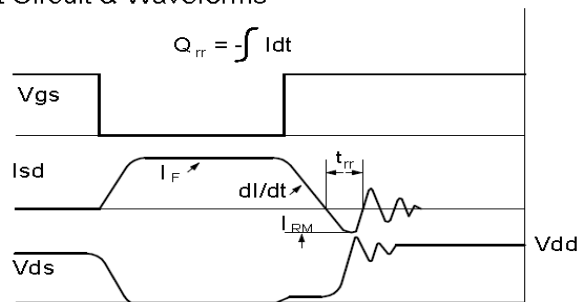 t Circuit & Waveforms
Q rr = -∫ Idt
Vgs
Isd
I F
dI/dt
t rr
I RM
Vds
Vdd